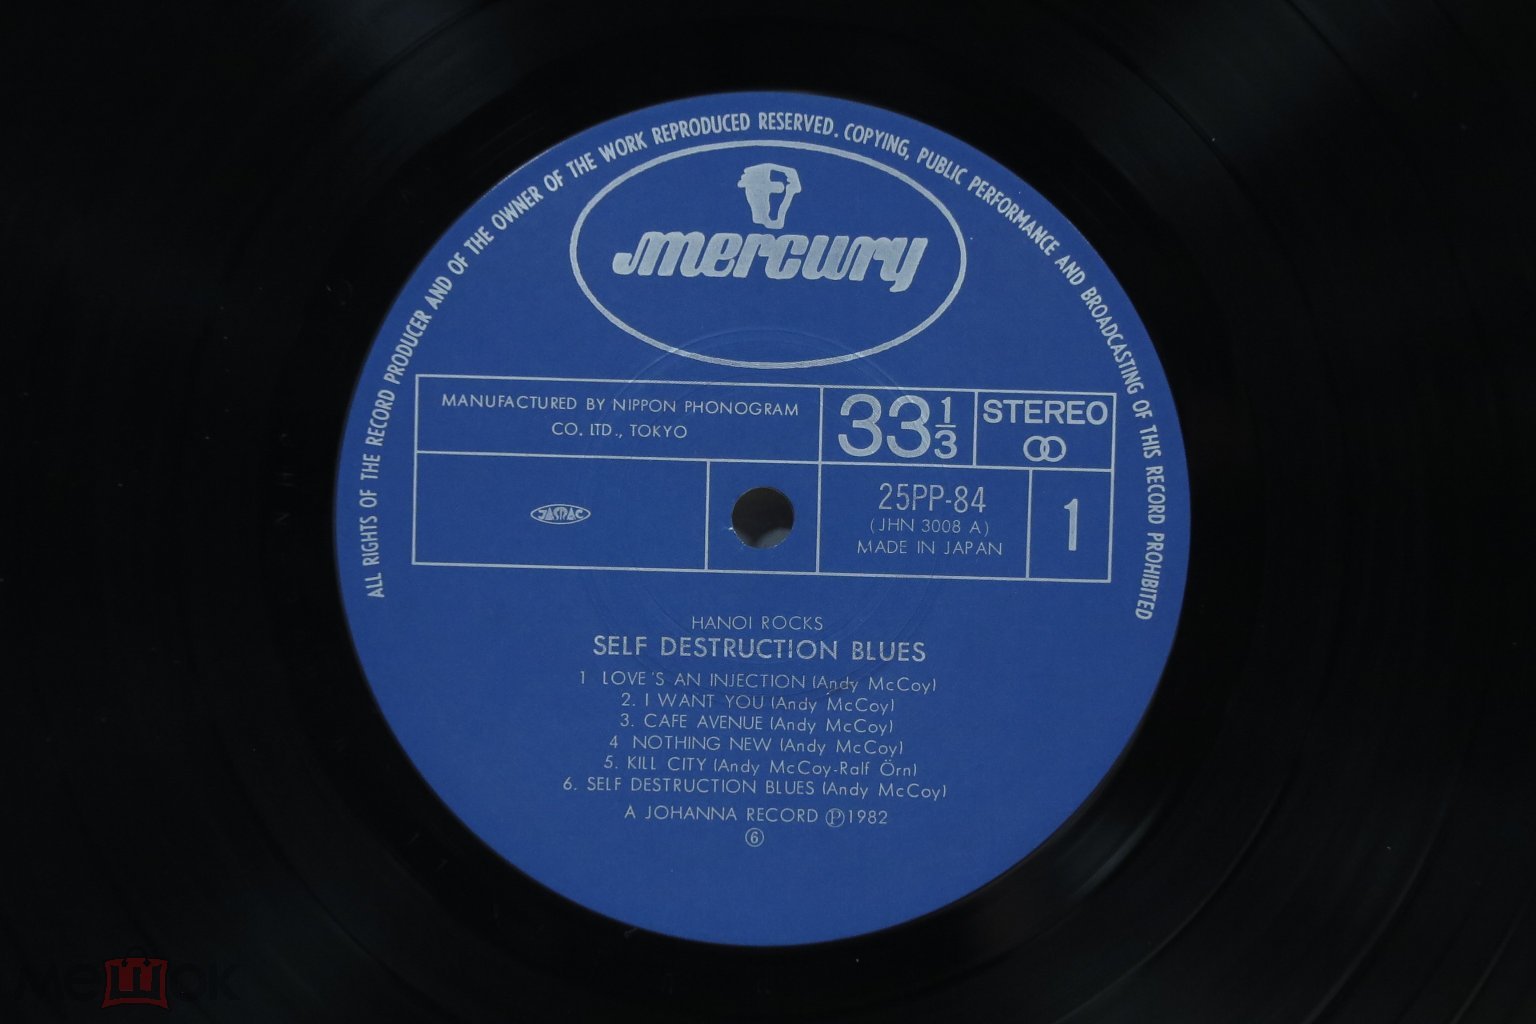 ALL RIGHTS OF THE RECORD PRODUCER AND OF THE OWNER OF THE WORK REPRODUCED RESERVED. COPYING, PUBLIC PERFORMANCE AND BROADCASTING OF THIS RECORD PROHIBITED
mercury
MANUFACTURED BY NIPPON PHONOGRAM
CO. LTD., TOKYO
33 1/3
STEREO
JASRAC
25PP-84
(JHN 3008 A)
MADE IN JAPAN
1
HANOI ROCKS
SELF DESTRUCTION BLUES
1 LOVE'S AN INJECTION (Andy McCoy)
2. I WANT YOU (Andy McCoy)
3. CAFE AVENUE (Andy McCoy)
4 NOTHING NEW (Andy McCoy)
5. KILL CITY (Andy McCoy-Ralf Örn)
6. SELF DESTRUCTION BLUES (Andy McCoy)
A JOHANNA RECORD Ⓟ1982
⑥
мешок